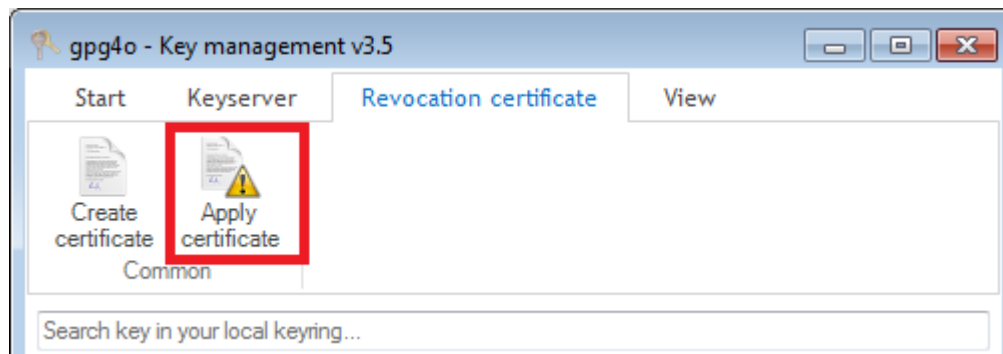 gpg4o - Key management v3.5
Start Keyserver Revocation certificate View
Create Apply
certificate certificate
Common
Search key in your local keyring...